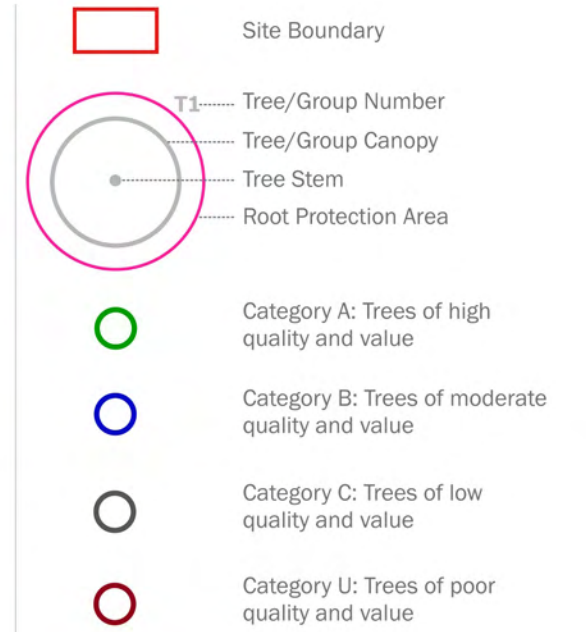 Site Boundary
T1
Tree/Group Number
Tree/Group Canopy
Tree Stem
Root Protection Area
Category A: Trees of high
quality and value
Category B: Trees of moderate
quality and value
Category C: Trees of low
quality and value
Category U: Trees of poor
quality and value